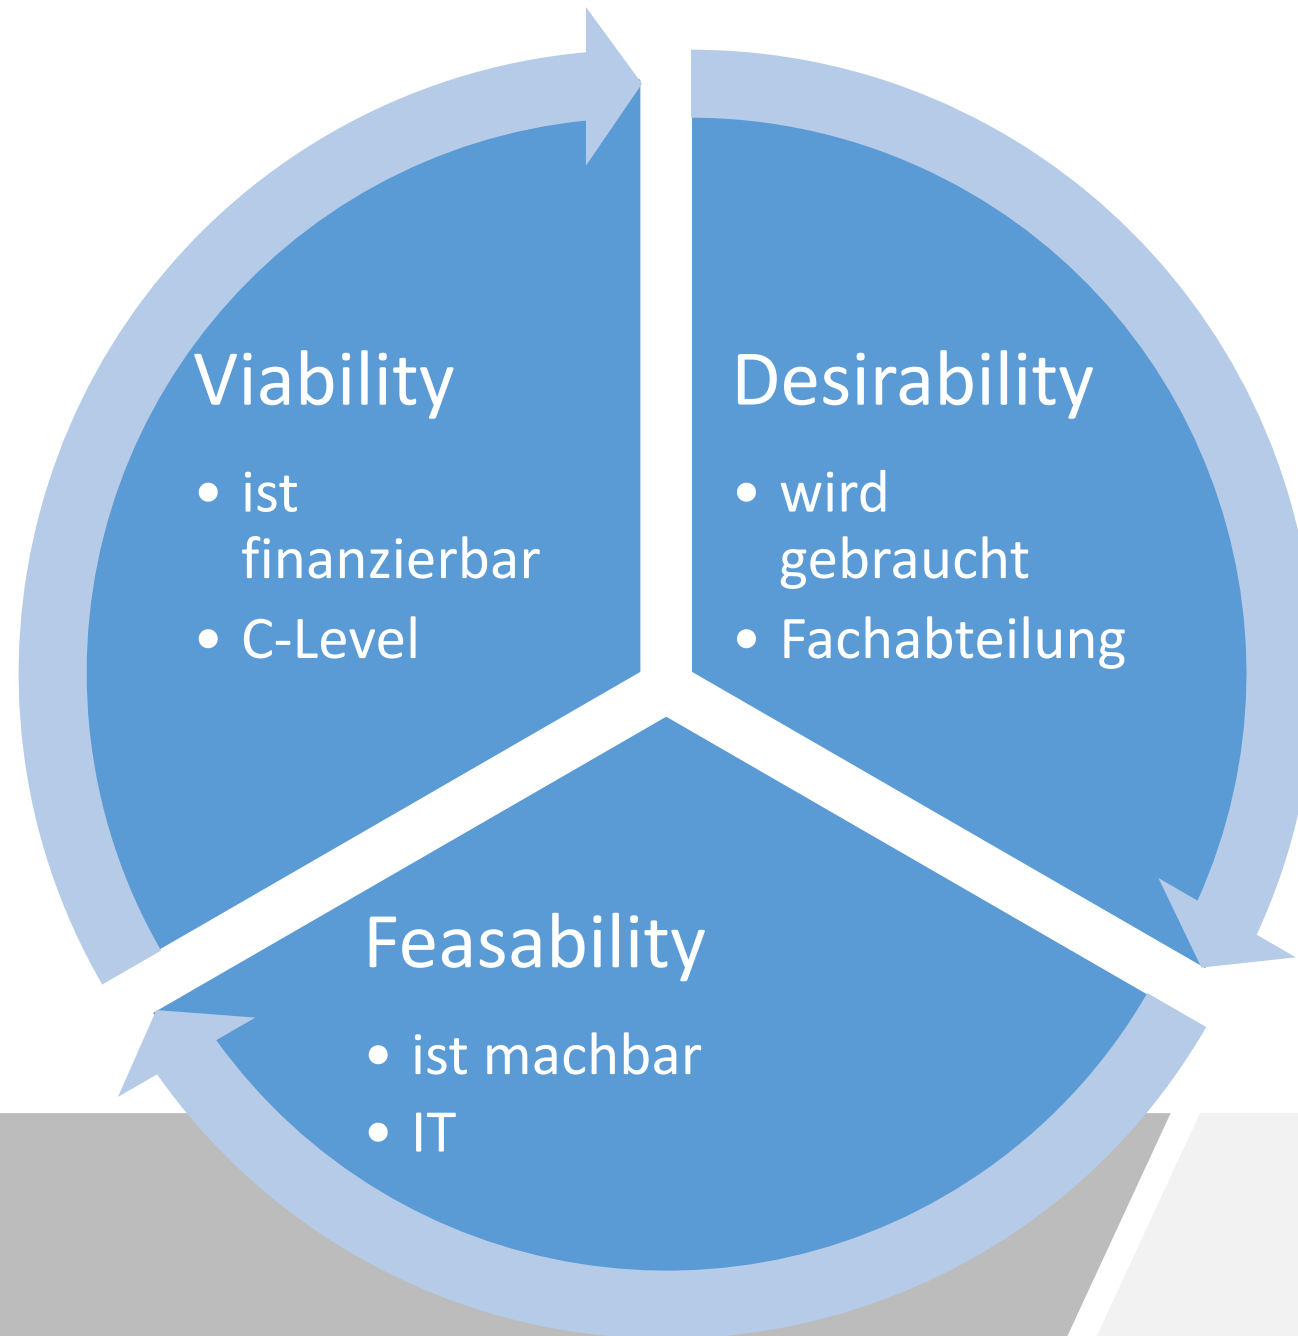 Viability
• ist
finanzierbar
• C-Level
Desirability
• wird
gebraucht
• Fachabteilung
Feasability
• ist machbar
• IT